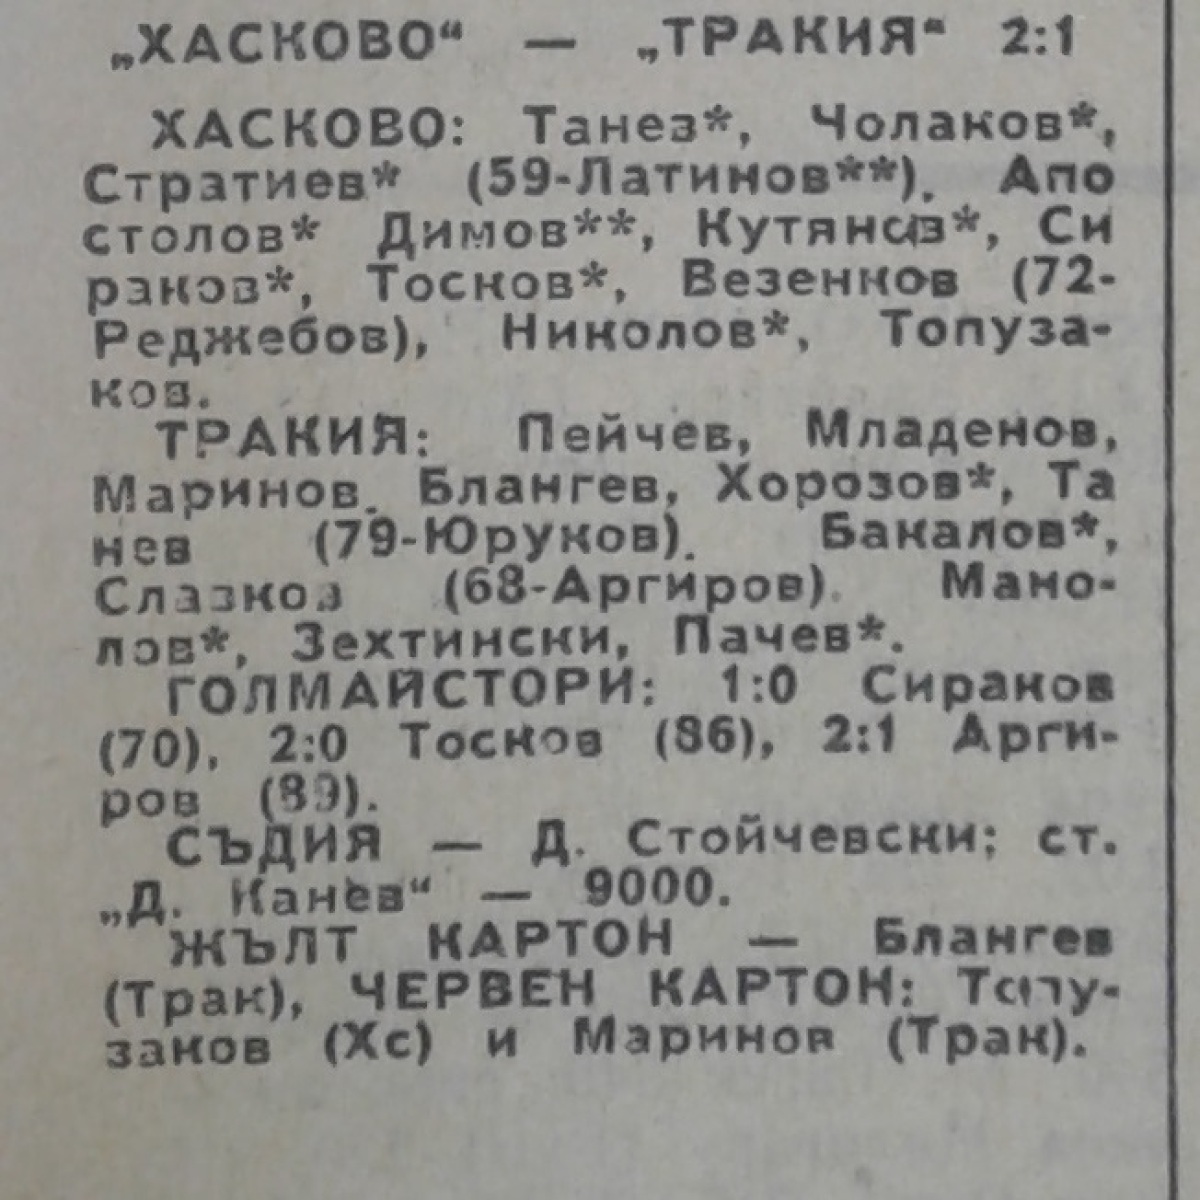 „ХАСКОВО“ — „ТРАКИЯ“ 2:1
ХАСКОВО: Танев*, Чолаков*,
Стратиев* (59-Латинов**). Апо
столов* Димов**, Кутянов*, Си
раков*, Тосков*, Везенков (72-
Реджебов), Николов*, Топуза-
ков.
ТРАКИЯ: Пейчев, Младенов,
Маринов. Блангев, Хорозов*, Та
нев (79-Юруков). Бакалов*,
Слазков (68-Аргиров). Мано-
лов*, Зехтински, Пачев*.
ГОЛМАЙСТОРИ: 1:0 Сираков
(70), 2:0 Тосков (86), 2:1 Арги-
ров (89).
СЪДИЯ — Д. Стойчевски; ст.
„Д. Канев“ — 9000.
ЖЪЛТ КАРТОН — Блангев
(Трак), ЧЕРВЕН КАРТОН: Топу-
заков (Хс) и Маринов (Трак).